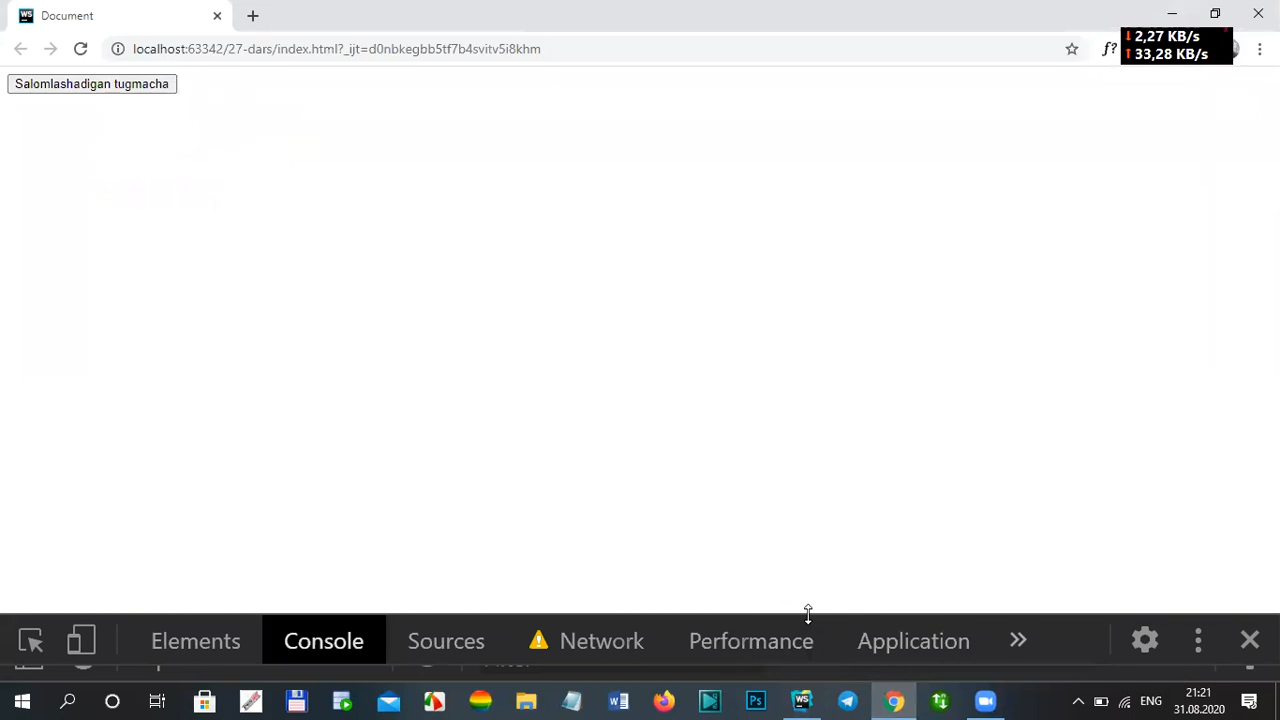 Document
localhost:63342/27-dars/index.html?_ijt=d0nbkegbb5tf7b4svitv5i8khm
f?
2,27 KB/s
33,28 KB/s
Salomlashadigan tugmacha
Elements Console Sources Network Performance Application
ENG
21:21
31.08.2020